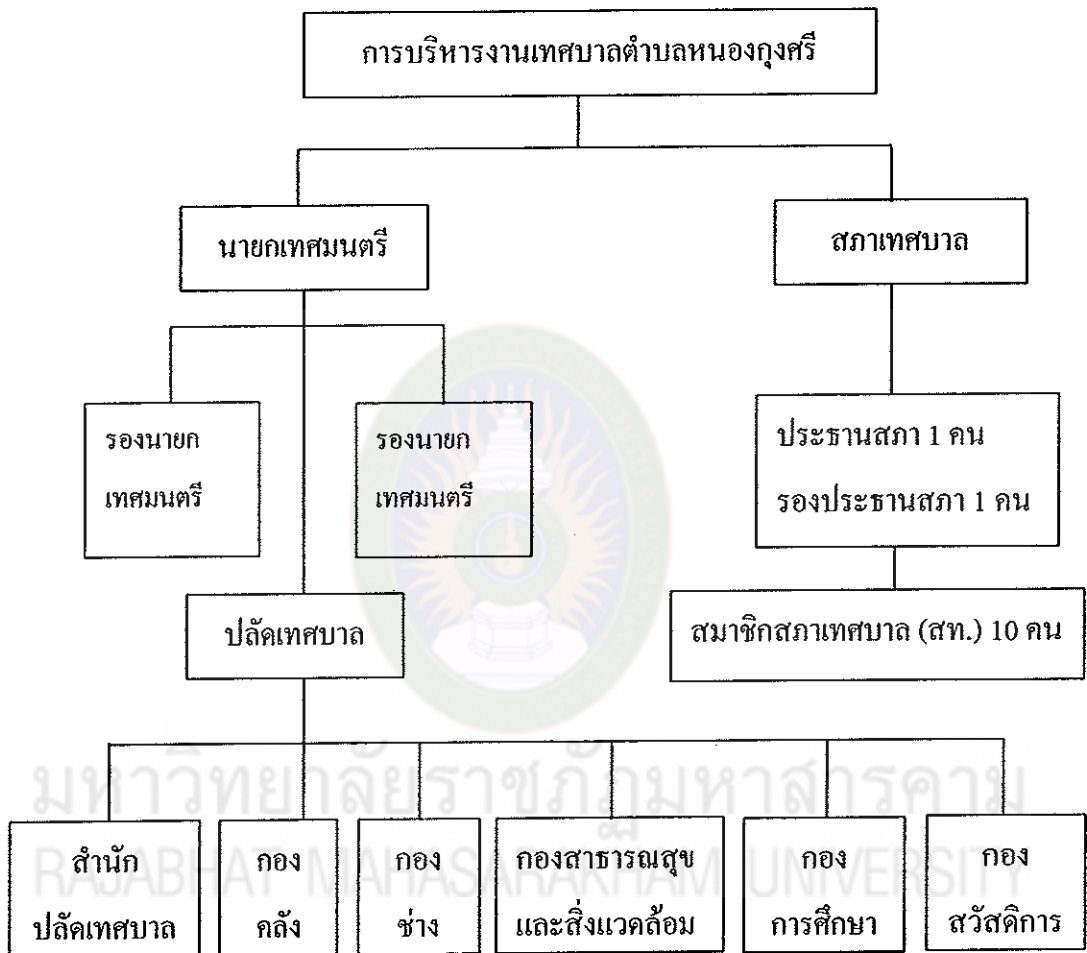 การบริหารงานเทศบาลตำบลหนองกุงศรี
นายกเทศมนตรี
สภาเทศบาล
รองนายก
เทศมนตรี
รองนายก
เทศมนตรี
ประธานสภา 1 คน
รองประธานสภา 1 คน
ปลัดเทศบาล
สมาชิกสภาเทศบาล (สท.) 10 คน
สำนัก
ปลัดเทศบาล
กอง
คลัง
กอง
ช่าง
กองสาธารณสุข
และสิ่งแวดล้อม
กอง
การศึกษา
กอง
สวัสดิการ
มหาวิทยาลัยราชภัฏมหาสารคาม
RAJABHAT MAHASARAKHAM UNIVERSITY